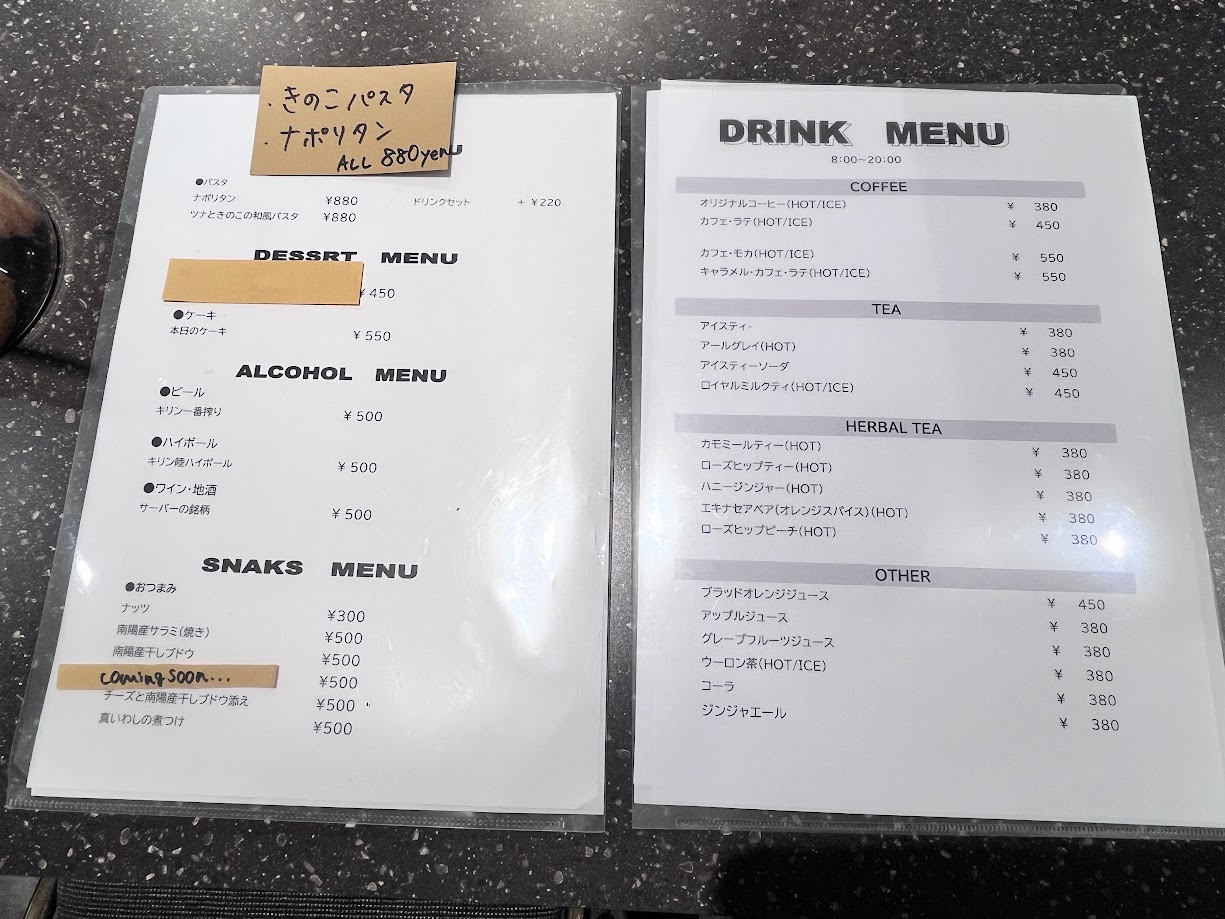 ・きのこパスタ
・ナポリタン
ALL 880yen
U
●パスタ
ナポリタン ¥880 ドリンクセット + ¥220
ツナときのこの和風パスタ ¥880
DESSRT MENU
¥450
●ケーキ
本日のケーキ ¥550
ALCOHOL MENU
●ビール
キリン一番搾り ¥500
●ハイボール
キリン陸ハイボール ¥500
●ワイン・地酒
サーバーの銘柄 ¥500
SNAKS MENU
●おつまみ
ナッツ ¥300
南陽産サラミ(焼き) ¥500
南陽産干しブドウ ¥500
coming soon... ¥500
チーズと南陽産干しブドウ添え ¥500
真いわしの煮つけ ¥500
DRINK MENU
8:00~20:00
COFFEE
オリジナルコーヒー(HOT/ICE) ¥ 380
カフェ・ラテ(HOT/ICE) ¥ 450
カフェ・モカ(HOT/ICE) ¥ 550
キャラメル・カフェ・ラテ(HOT/ICE) ¥ 550
TEA
アイスティー ¥ 380
アールグレイ(HOT) ¥ 380
アイスティーソーダ ¥ 450
ロイヤルミルクティ(HOT/ICE) ¥ 450
HERBAL TEA
カモミールティー(HOT) ¥ 380
ローズヒップティー(HOT) ¥ 380
ハニージンジャー(HOT) ¥ 380
エキナセアベア(オレンジスパイス)(HOT) ¥ 380
ローズヒップピーチ(HOT) ¥ 380
OTHER
ブラッドオレンジジュース ¥ 450
アップルジュース ¥ 380
グレープフルーツジュース ¥ 380
ウーロン茶(HOT/ICE) ¥ 380
コーラ ¥ 380
ジンジャエール ¥ 380